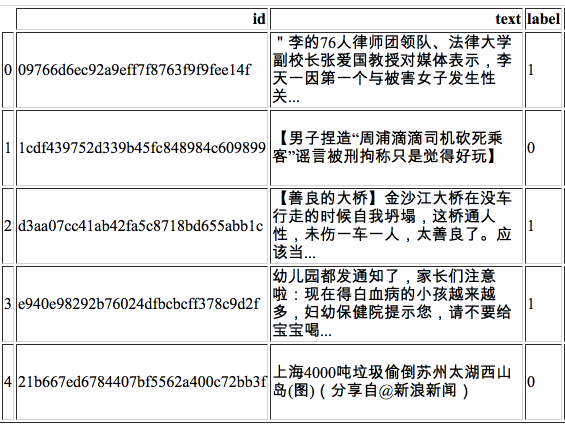 id text label
0 09766d6ec92a9eff7f8763f9f9fee14f "李的76人律师团领队、法律大学 1
副校长张爱国教授对媒体表示，李
天一因第一个与被害女子发生性
关...
1 1cdf439752d339b45fc848984c609899 【男子捏造“周浦滴滴司机砍死乘 0
客”谣言被刑拘称只是觉得好玩】
2 d3aa07cc41ab42fa5c8718bd655abb1c 【善良的大桥】金沙江大桥在没车 1
行走的时候自我坍塌，这桥通人
性，未伤一车一人，太善良了。应
该当...
3 e940e98292b76024dfbcbcff378c9d2f 幼儿园都发通知了，家长们注意 1
啦：现在得白血病的小孩越来越
多，妇幼保健院提示您，请不要给
宝宝喝...
4 21b667ed6784407bf5562a400c72bb3f 上海4000吨垃圾偷倒苏州太湖西山 0
岛(图)（分享自@新浪新闻）